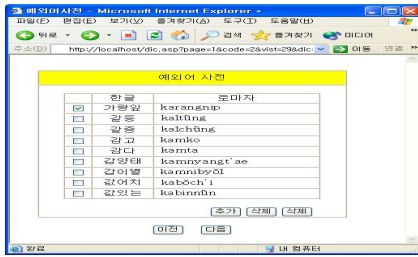 예외어사전 - Microsoft Internet Explorer
파일(F) 편집(E) 보기(V) 즐겨찾기(A) 도구(T) 도움말(H)
뒤로 검색 즐겨찾기 미디어
주소(D) http://localhost/dic.asp?page=1&code=2&vlst=29&dic 이동 연결
예외어 사전
한글 로마자
가랑잎 karangnip
갈등 kaltŭng
갈증 kalchŭng
감고 kamko
감다 kamta
갑양태 kamnyangt'ae
갑이별 kamnibyŏl
값어치 kabŏch'i
값있는 kabinnŭn
추가 삭제 삭제
이전 다음
완료 내 컴퓨터